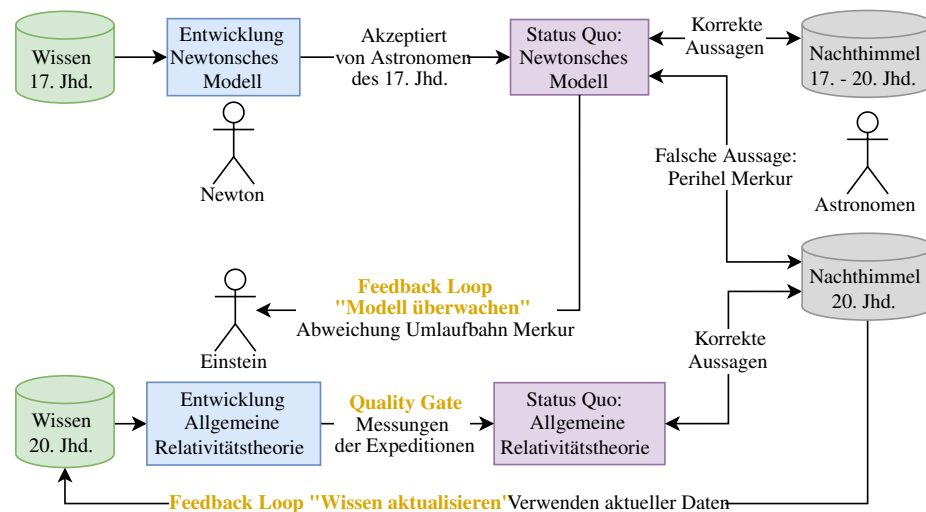 Wissen
17. Jhd.
Entwicklung
Newtonsches
Modell
Akzeptiert
von Astronomen
des 17. Jhd.
Status Quo:
Newtonsches
Modell
Korrekte
Aussagen
Nachthimmel
17. - 20. Jhd.
Newton
Falsche Aussage:
Perihel Merkur
Astronomen
Feedback Loop
"Modell überwachen"
Abweichung Umlaufbahn Merkur
Einstein
Nachthimmel
20. Jhd.
Korrekte
Aussagen
Wissen
20. Jhd.
Entwicklung
Allgemeine
Relativitätstheorie
Quality Gate
Messungen
der Expeditionen
Status Quo:
Allgemeine
Relativitätstheorie
Feedback Loop "Wissen aktualisieren" Verwenden aktueller Daten